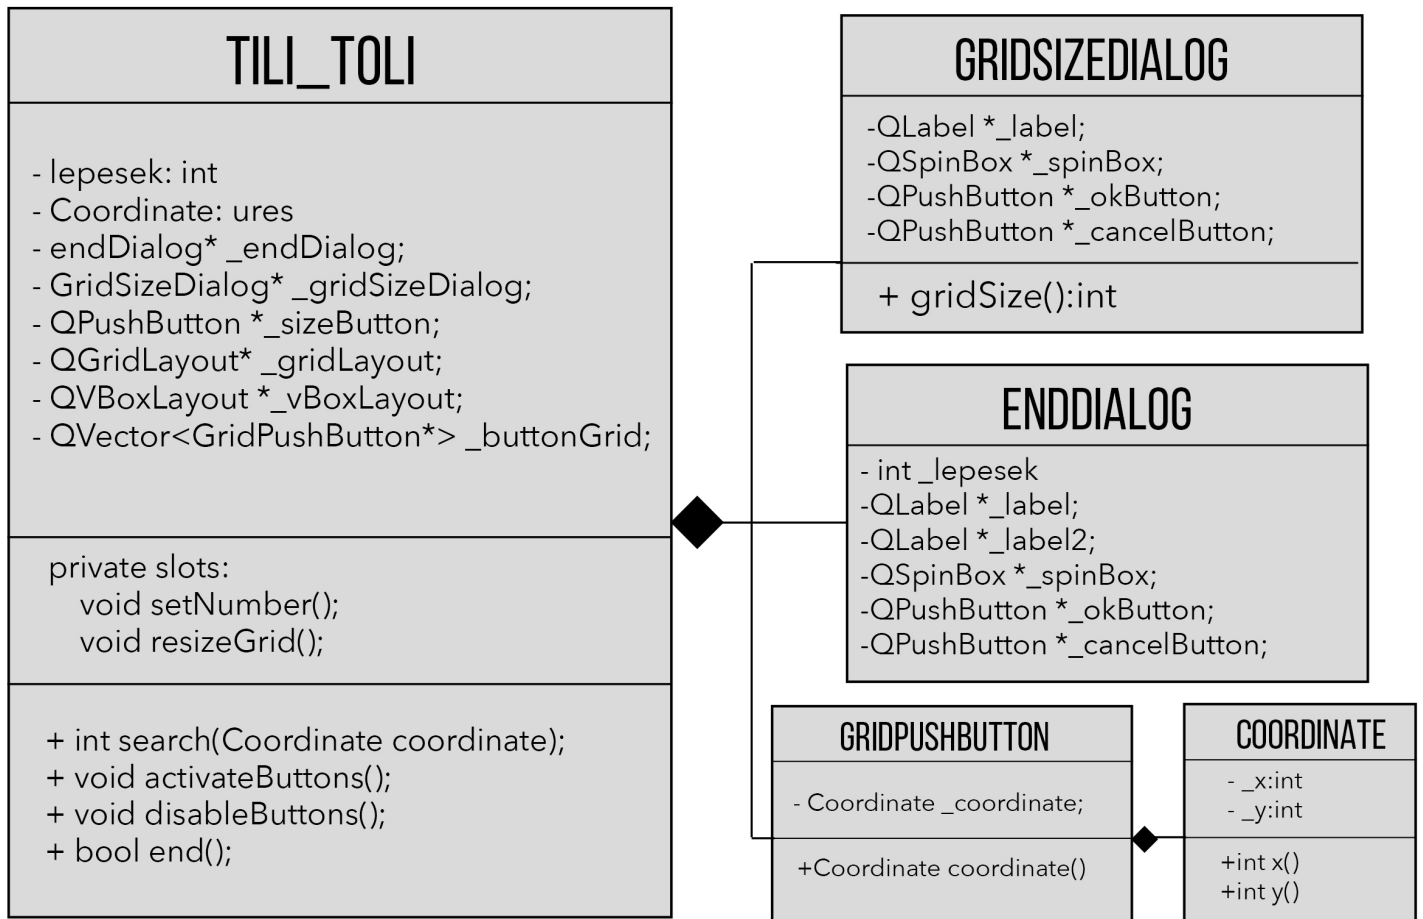 TILI_TOLI
- lepesek: int
- Coordinate: ures
- endDialog* _endDialog;
- GridSizeDialog* _gridSizeDialog;
- QPushButton *_sizeButton;
- QGridLayout* _gridLayout;
- QVBoxLayout *_vBoxLayout;
- QVector<GridPushButton*> _buttonGrid;
private slots:
void setNumber();
void resizeGrid();
+ int search(Coordinate coordinate);
+ void activateButtons();
+ void disableButtons();
+ bool end();
GRIDSIZEDIALOG
-QLabel *_label;
-QSpinBox *_spinBox;
-QPushButton *_okButton;
-QPushButton *_cancelButton;
+ gridSize():int
ENDDIALOG
- int _lepesek
-QLabel *_label;
-QLabel *_label2;
-QSpinBox *_spinBox;
-QPushButton *_okButton;
-QPushButton *_cancelButton;
GRIDPUSHBUTTON
- Coordinate _coordinate;
+Coordinate coordinate()
COORDINATE
- _x:int
- _y:int
+int x()
+int y()